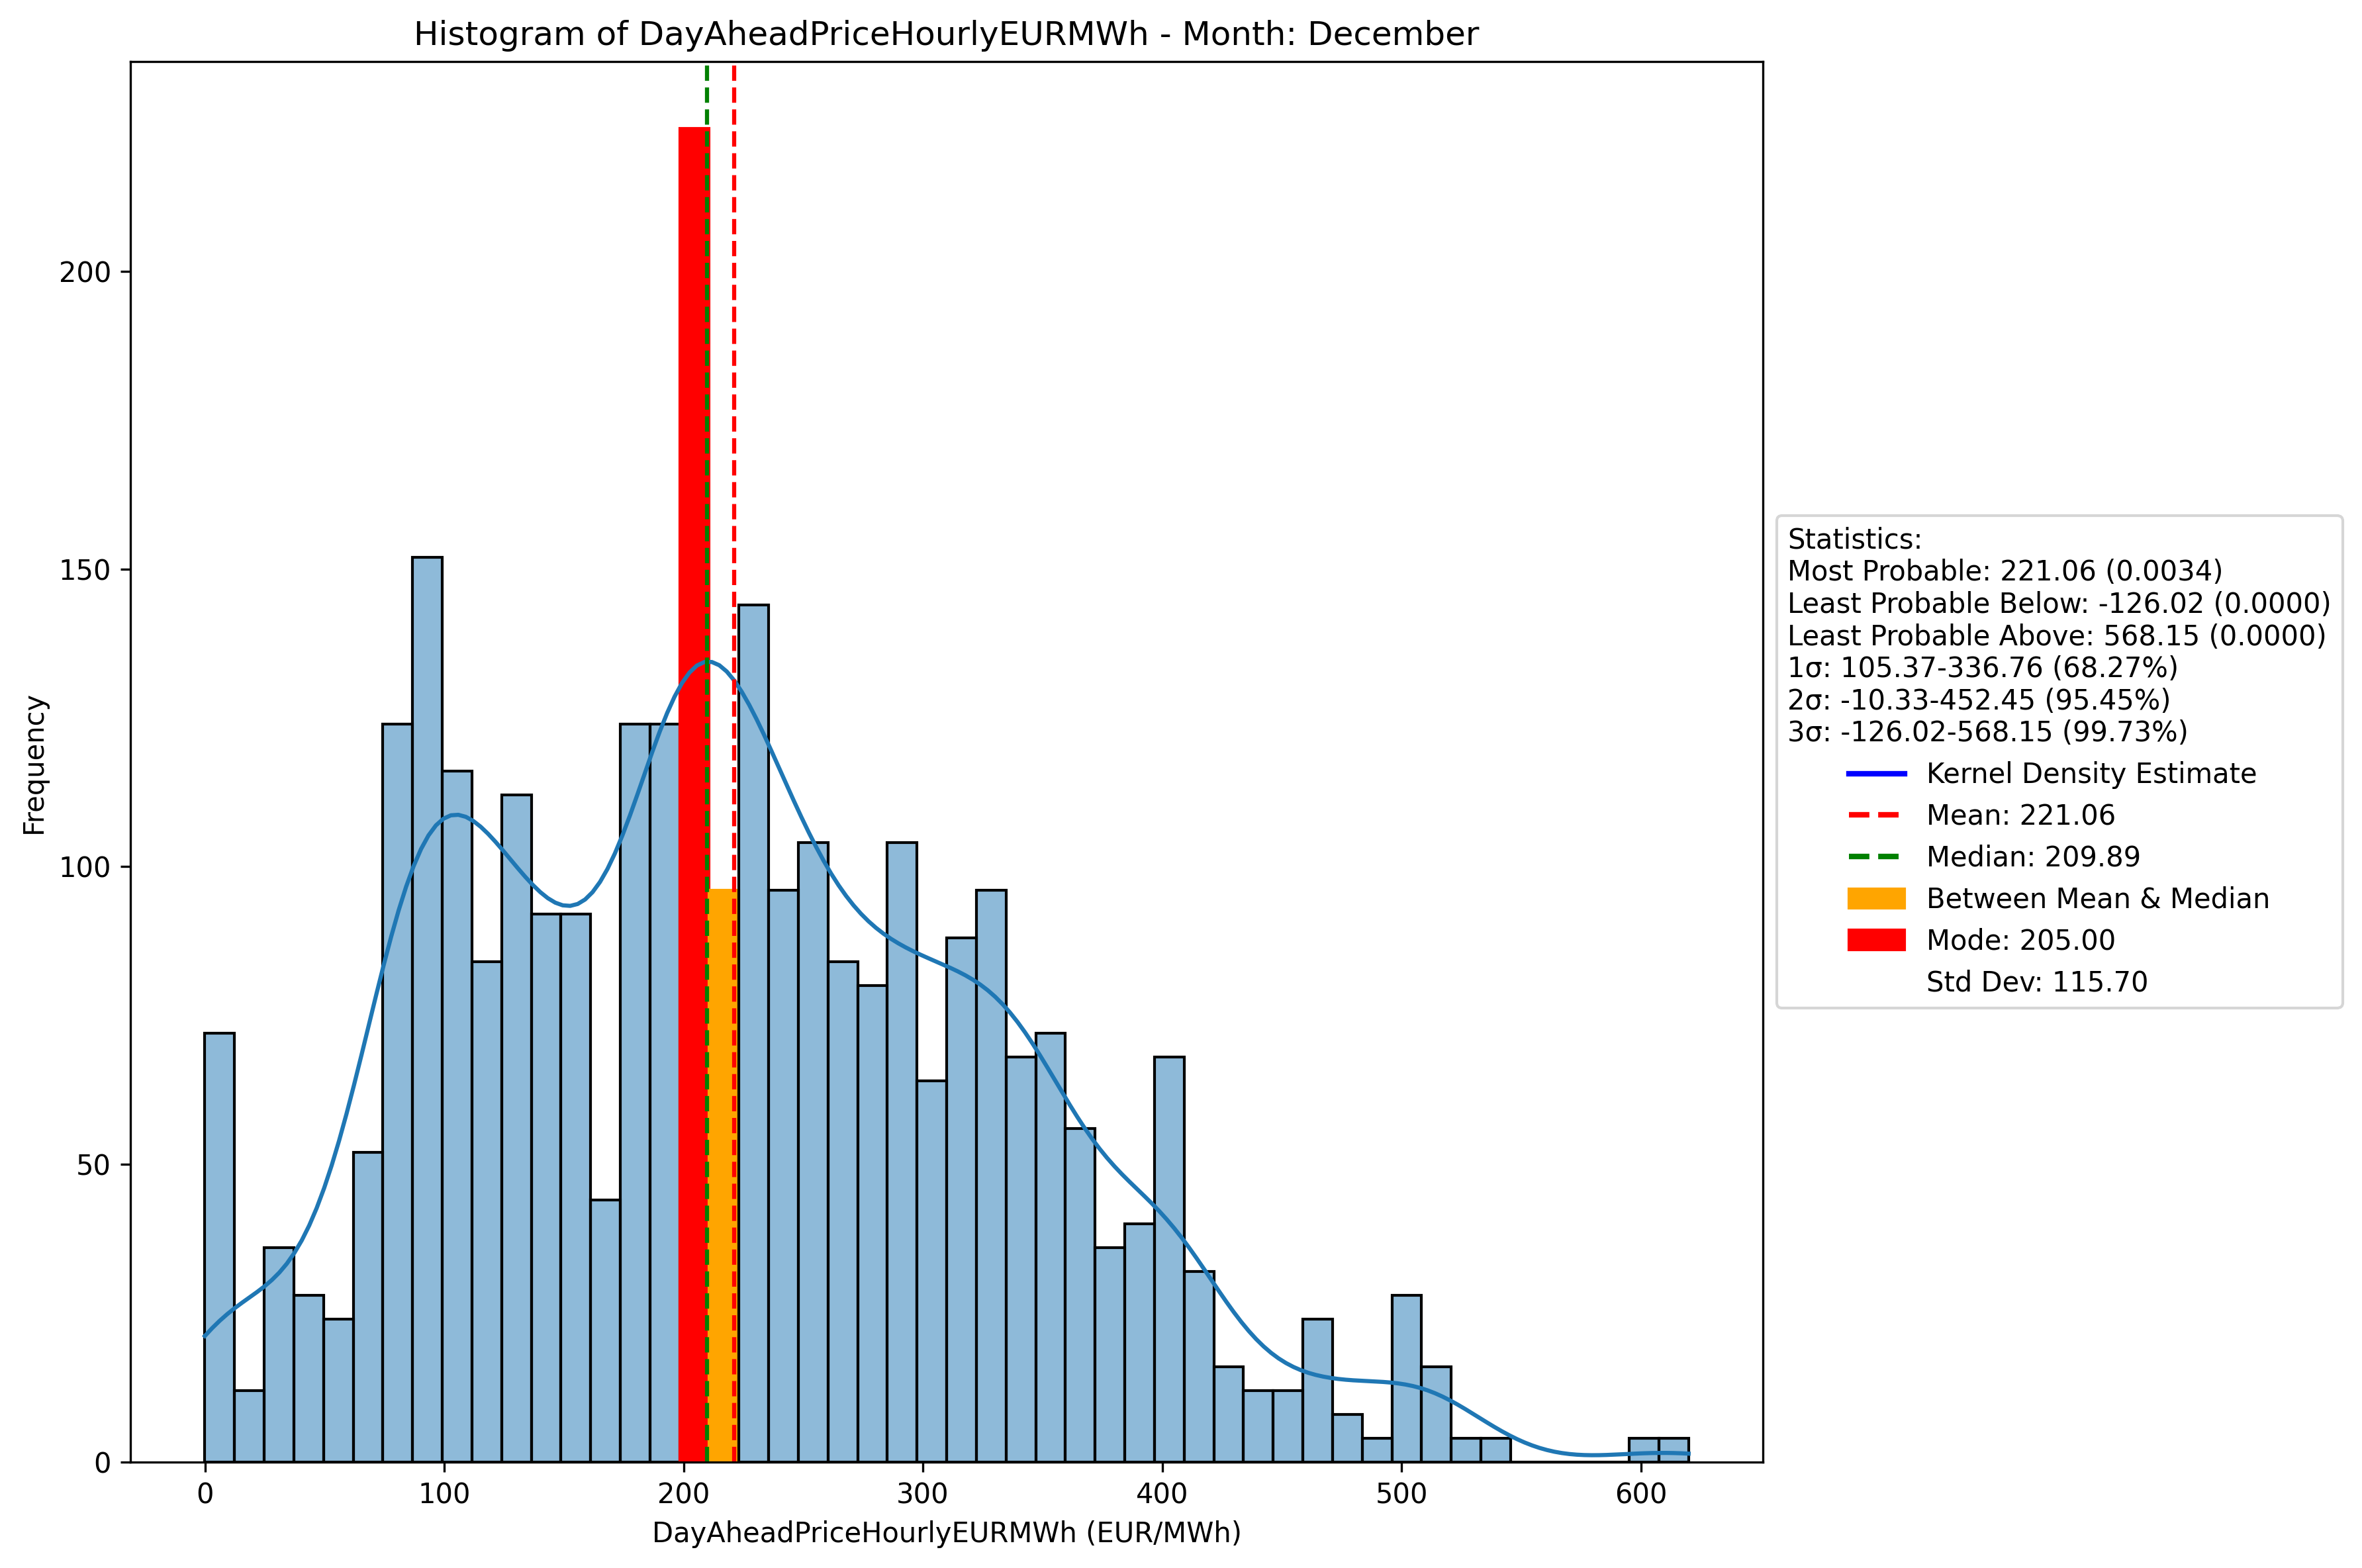 Histogram of DayAheadPriceHourlyEURMWh - Month: December
Frequency
200
150
100
50
0
0 100 200 300 400 500 600
DayAheadPriceHourlyEURMWh (EUR/MWh)
Statistics:
Most Probable: 221.06 (0.0034)
Least Probable Below: -126.02 (0.0000)
Least Probable Above: 568.15 (0.0000)
1σ: 105.37-336.76 (68.27%)
2σ: -10.33-452.45 (95.45%)
3σ: -126.02-568.15 (99.73%)
Kernel Density Estimate
Mean: 221.06
Median: 209.89
Between Mean & Median
Mode: 205.00
Std Dev: 115.70